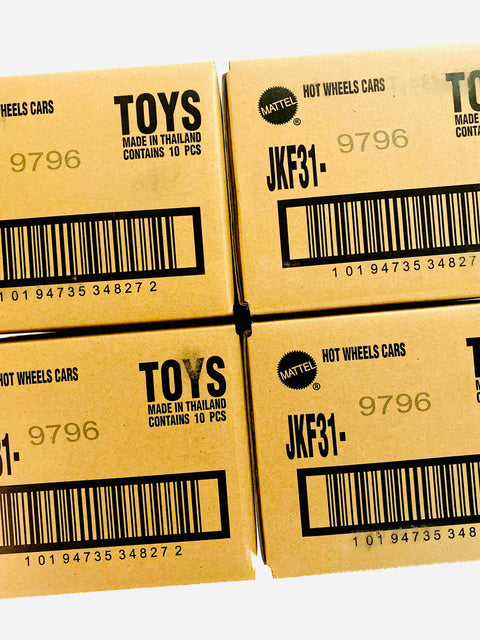 HEELS CARS
TOYS
MADE IN THAILAND
CONTAINS 10 PCS
9796
1 01 94735 34827 2
MATTEL
®
HOT WHEELS CARS
TO
MADE
CONTA
JKF31-
9796
1 01 94735 34827
HOT WHEELS CARS
TOYS
MADE IN THAILAND
CONTAINS 10 PCS
31-
9796
1 01 94735 34827 2
MATTEL
®
HOT WHEELS CARS
JKF31-
9796
1 01 94735 348